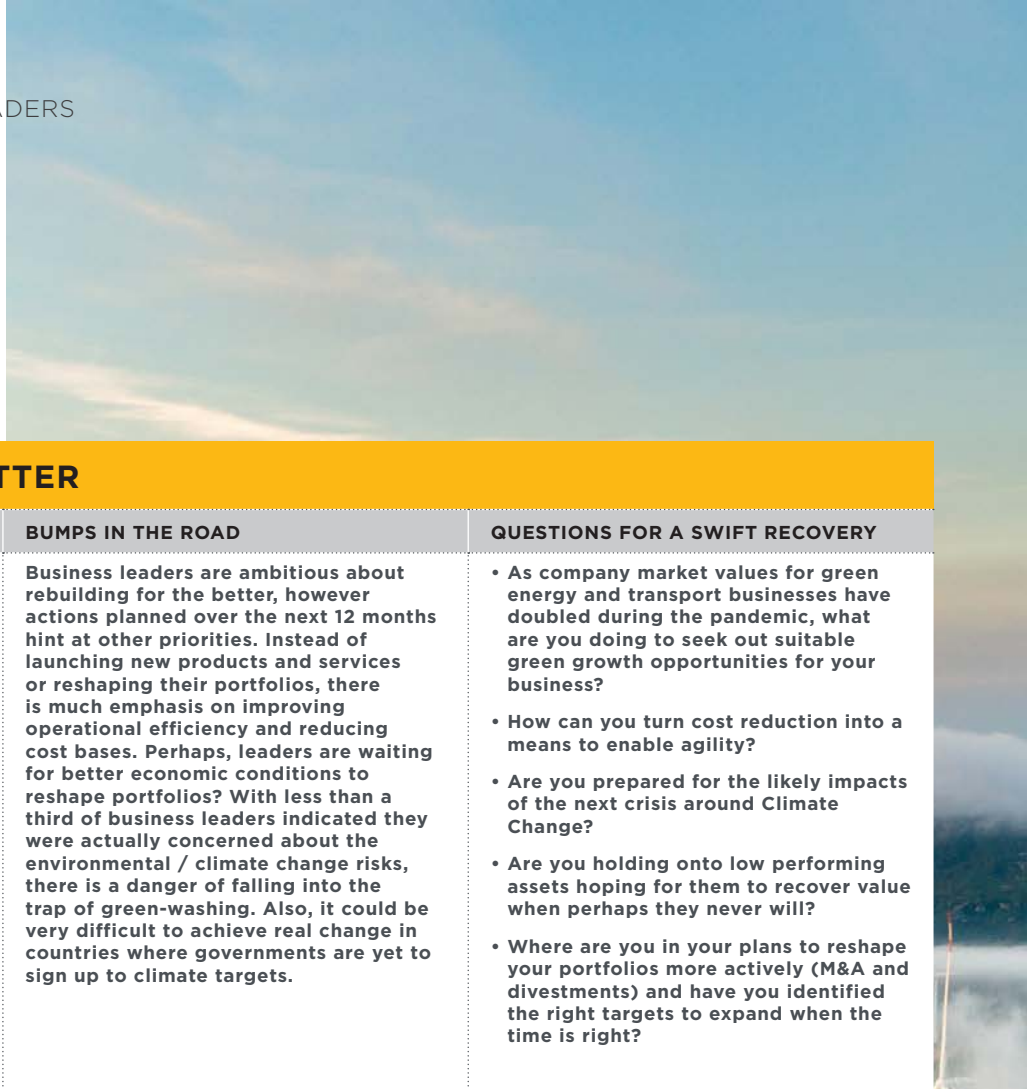 ADERS
TTER
BUMPS IN THE ROAD
Business leaders are ambitious about
rebuilding for the better, however
actions planned over the next 12 months
hint at other priorities. Instead of
launching new products and services
or reshaping their portfolios, there
is much emphasis on improving
operational efficiency and reducing
cost bases. Perhaps, leaders are waiting
for better economic conditions to
reshape portfolios? With less than a
third of business leaders indicated they
were actually concerned about the
environmental / climate change risks,
there is a danger of falling into the
trap of green-washing. Also, it could be
very difficult to achieve real change in
countries where governments are yet to
sign up to climate targets.
QUESTIONS FOR A SWIFT RECOVERY
• As company market values for green
energy and transport businesses have
doubled during the pandemic, what
are you doing to seek out suitable
green growth opportunities for your
business?
• How can you turn cost reduction into a
means to enable agility?
• Are you prepared for the likely impacts
of the next crisis around Climate
Change?
• Are you holding onto low performing
assets hoping for them to recover value
when perhaps they never will?
• Where are you in your plans to reshape
your portfolios more actively (M&A and
divestments) and have you identified
the right targets to expand when the
time is right?